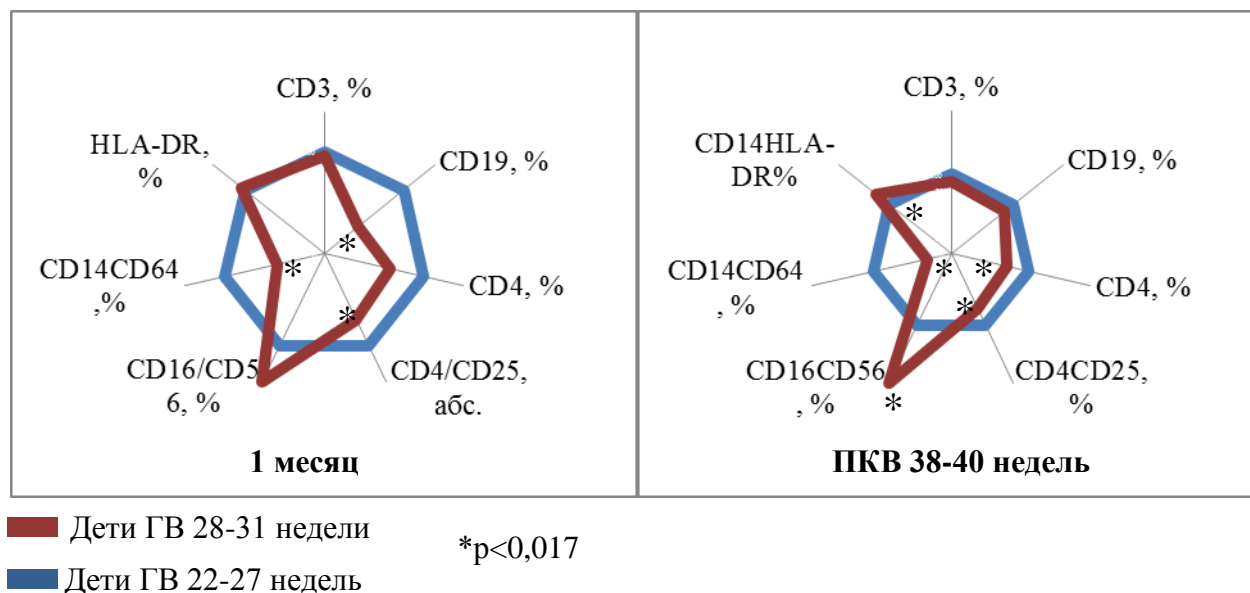 CD3, %
HLA-DR,
%
CD19, %
*
CD14CD64
,%
*
CD4, %
*
CD16/CD5
6, %
CD4/CD25,
абс.
1 месяц
CD3, %
CD14HLA-
DR%
CD19, %
*
CD14CD64
, %
*
*
CD4, %
*
CD16CD56
, %
*
CD4CD25,
%
ПКВ 38-40 недель
Дети ГВ 28-31 недели
*p<0,017
Дети ГВ 22-27 недель